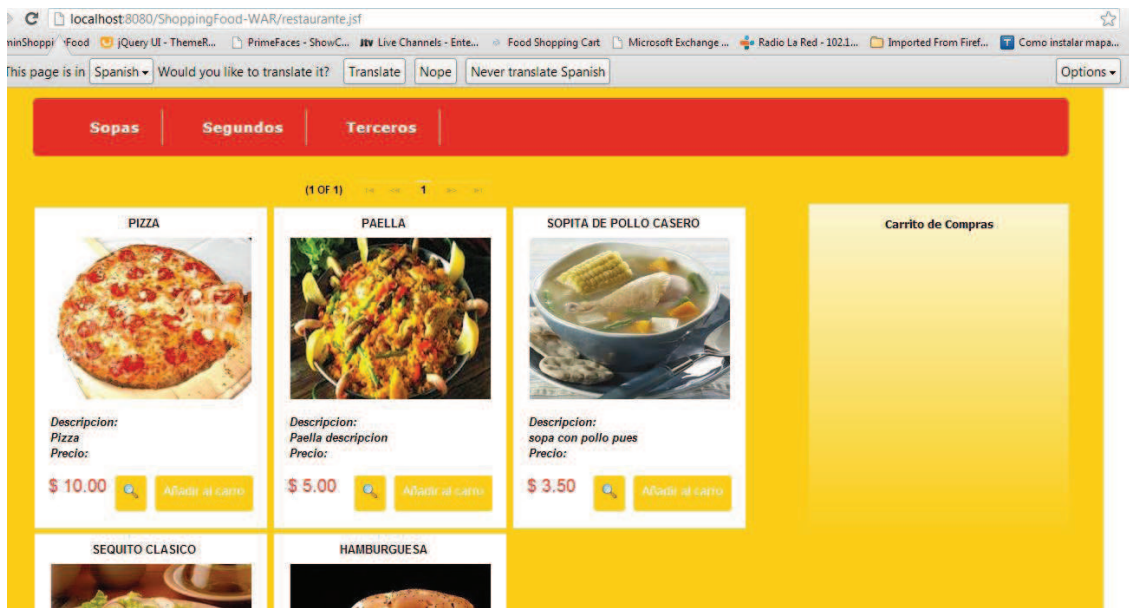 localhost:8080/ShoppingFood-WAR/restaurante.jsf
jQuery UI - ThemeR... PrimeFaces - ShowC... Live Channels - Ente... Food Shopping Cart Microsoft Exchange ... Radio La Red - 102.1... Imported From Firef... Como instalar mapa...
This page is in Spanish Would you like to translate it? Translate Nope Never translate Spanish Options
Sopas Segundos Terceros
(1 OF 1) 1
PIZZA PAELLA SOPITA DE POLLO CASERO Carrito de Compras
Descripcion: Descripcion: Descripcion:
Pizza Paella descripcion sopa con pollo pues
Precio: Precio: Precio:
$ 10.00 Añadir al carro $ 5.00 Añadir al carro $ 3.50 Añadir al carro
SEQUITO CLASICO HAMBURGUESA